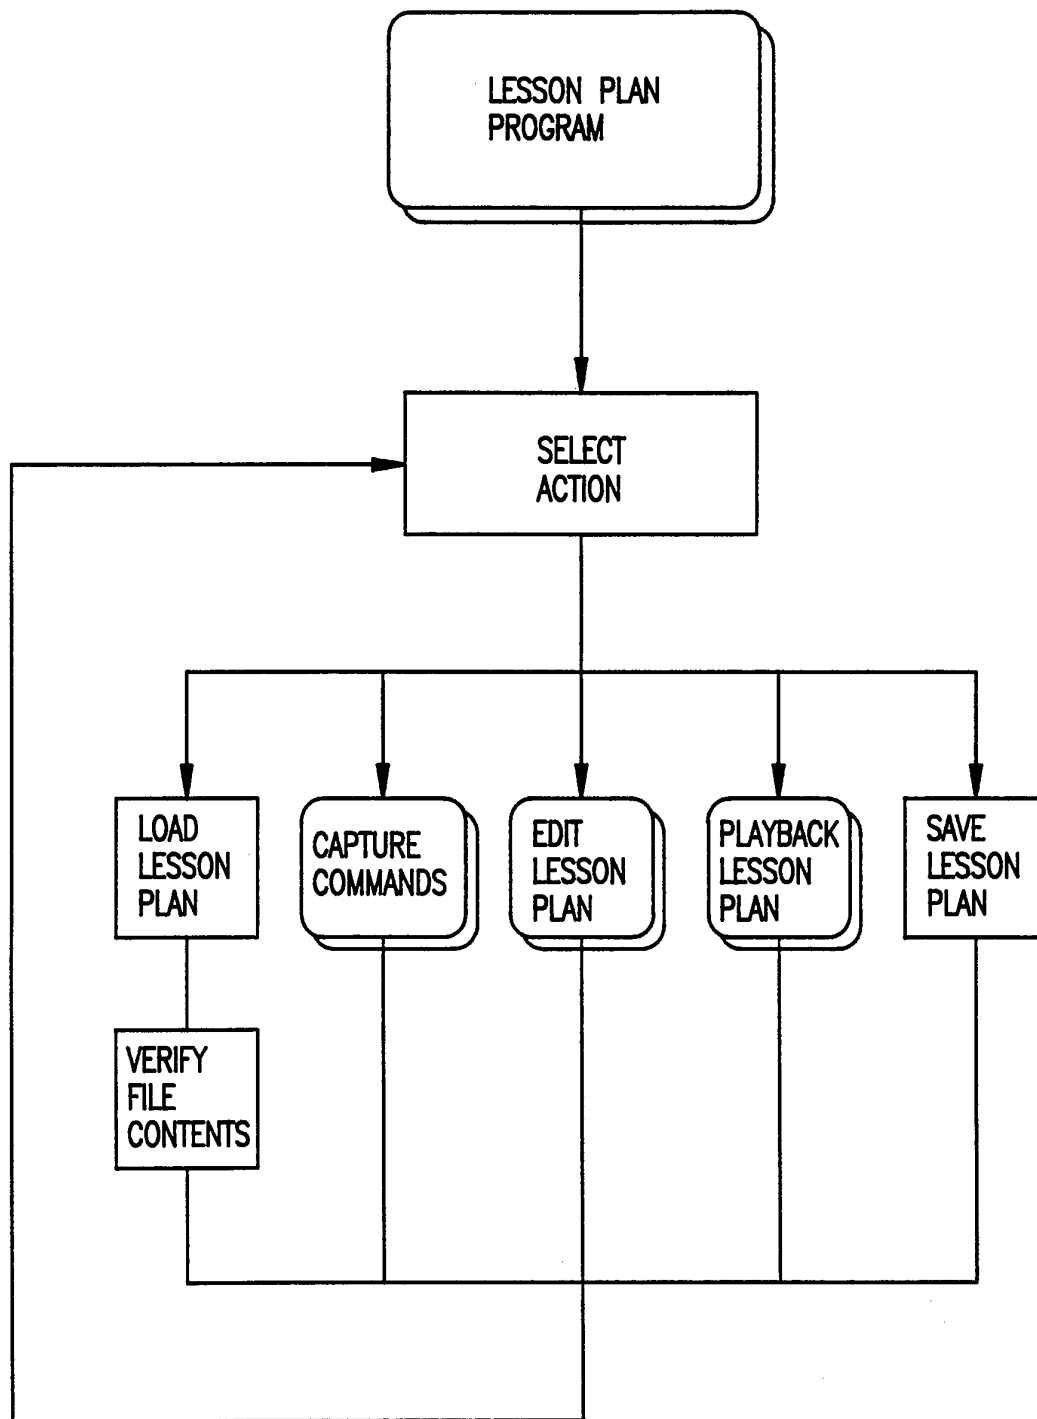 LESSON PLAN
PROGRAM
SELECT
ACTION
LOAD
LESSON
PLAN
CAPTURE
COMMANDS
EDIT
LESSON
PLAN
PLAYBACK
LESSON
PLAN
SAVE
LESSON
PLAN
VERIFY
FILE
CONTENTS